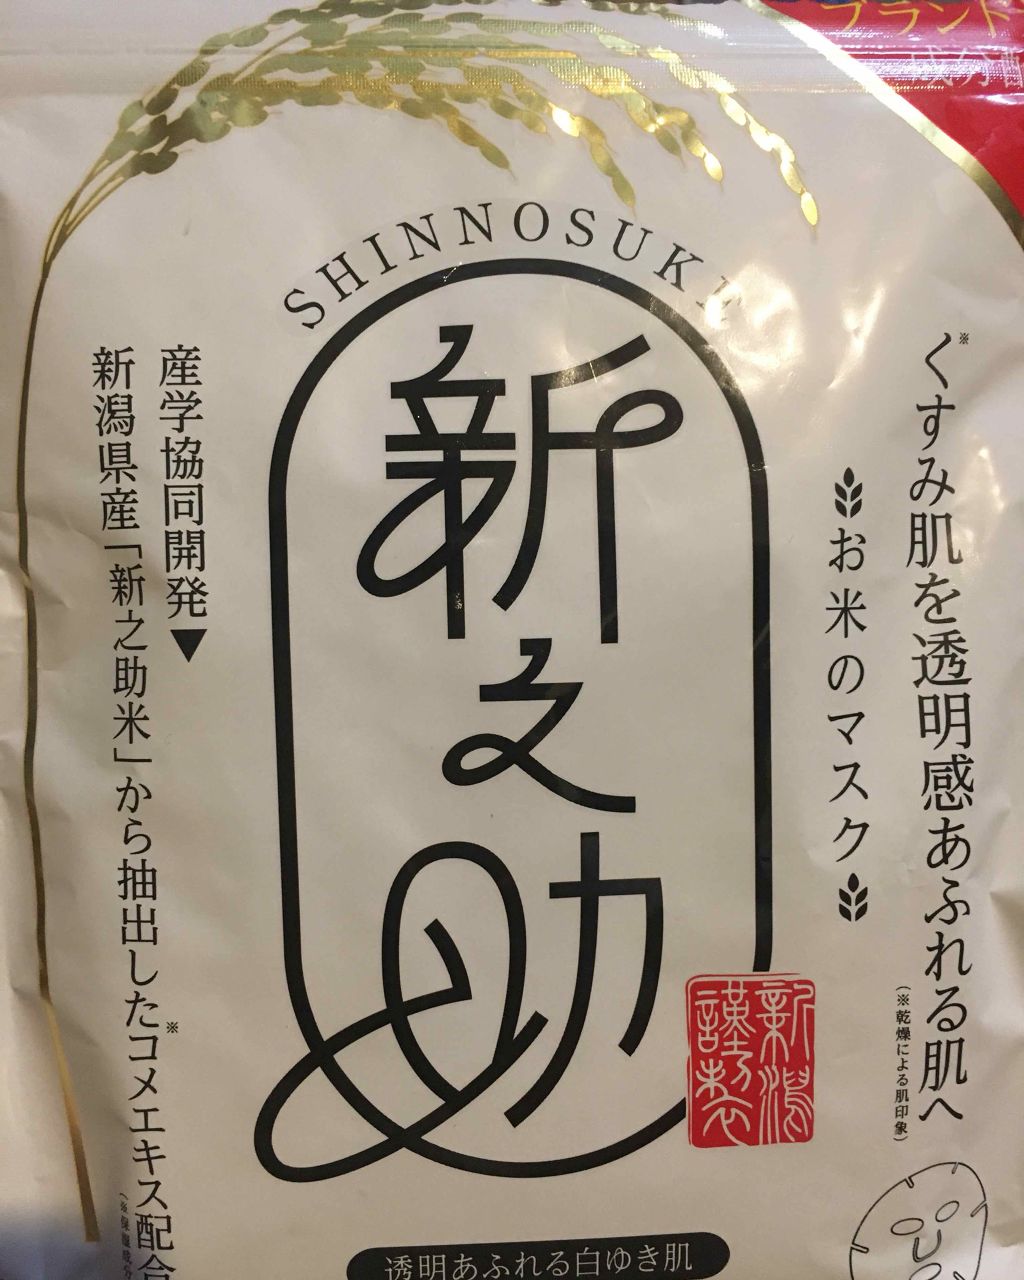 ブランド
SHINNOSUKE
※くすみ肌を透明感あふれる肌へ
(※乾燥による肌印象)
お米のマスク
新之助
新潟
謹製
産学協同開発▼
新潟県産「新之助米」から抽出した※コメエキス配合
透明あふれる白ゆき肌